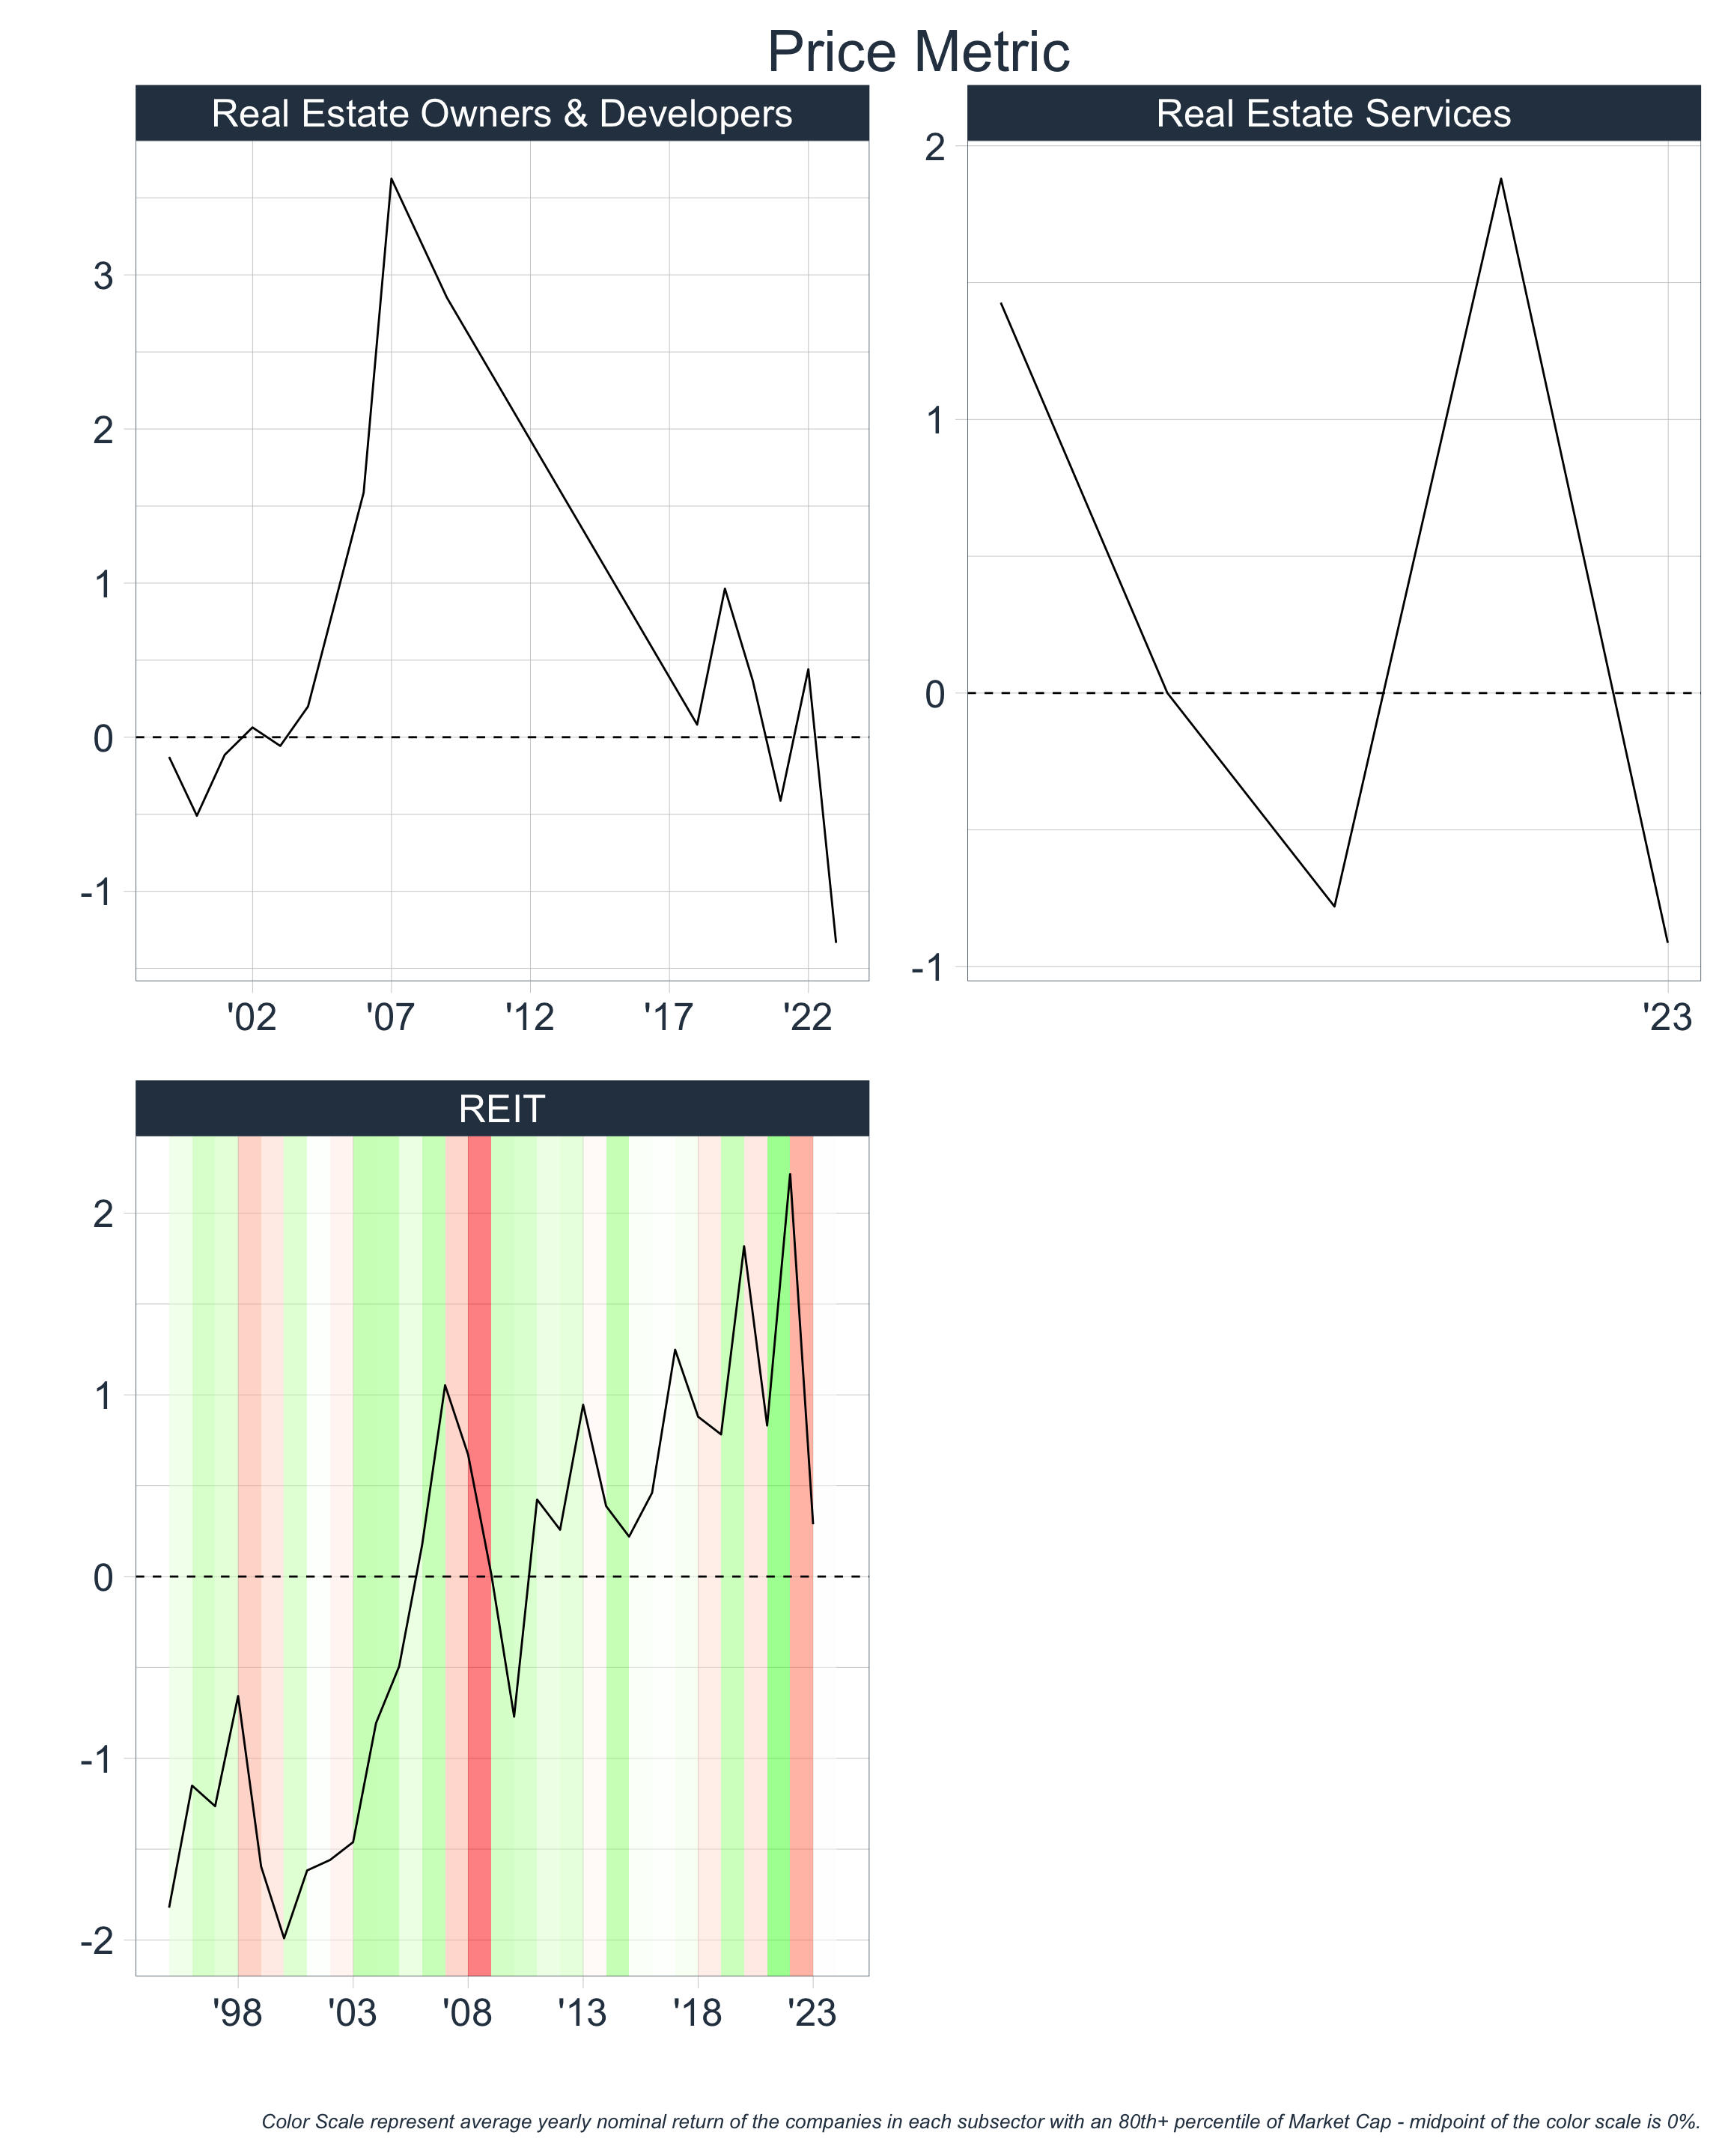 Price Metric
Real Estate Owners & Developers
3
2
1
0
-1
'02 '07 '12 '17 '22
Real Estate Services
2
1
0
-1
'23
REIT
2
1
0
-1
-2
'98 '03 '08 '13 '18 '23
Color Scale represent average yearly nominal return of the companies in each subsector with an 80th+ percentile of Market Cap - midpoint of the color scale is 0%.